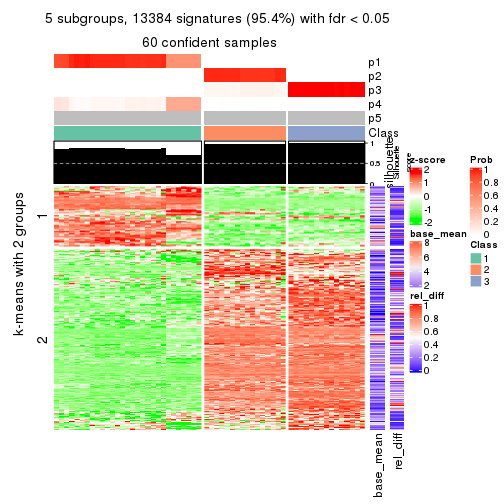 5 subgroups, 13384 signatures (95.4%) with fdr < 0.05
60 confident samples
p1
p2
p3
p4
p5
Class
1
0.5
0
silhouette
Silhouette
score
k-means with 2 groups
1
2
base_mean
rel_diff
z-score
2
1
0
-1
-2
base_mean
8
6
4
2
rel_diff
1
0.8
0.6
0.4
0.2
0
Prob
1
0.8
0.6
0.4
0.2
0
Class
1
2
3